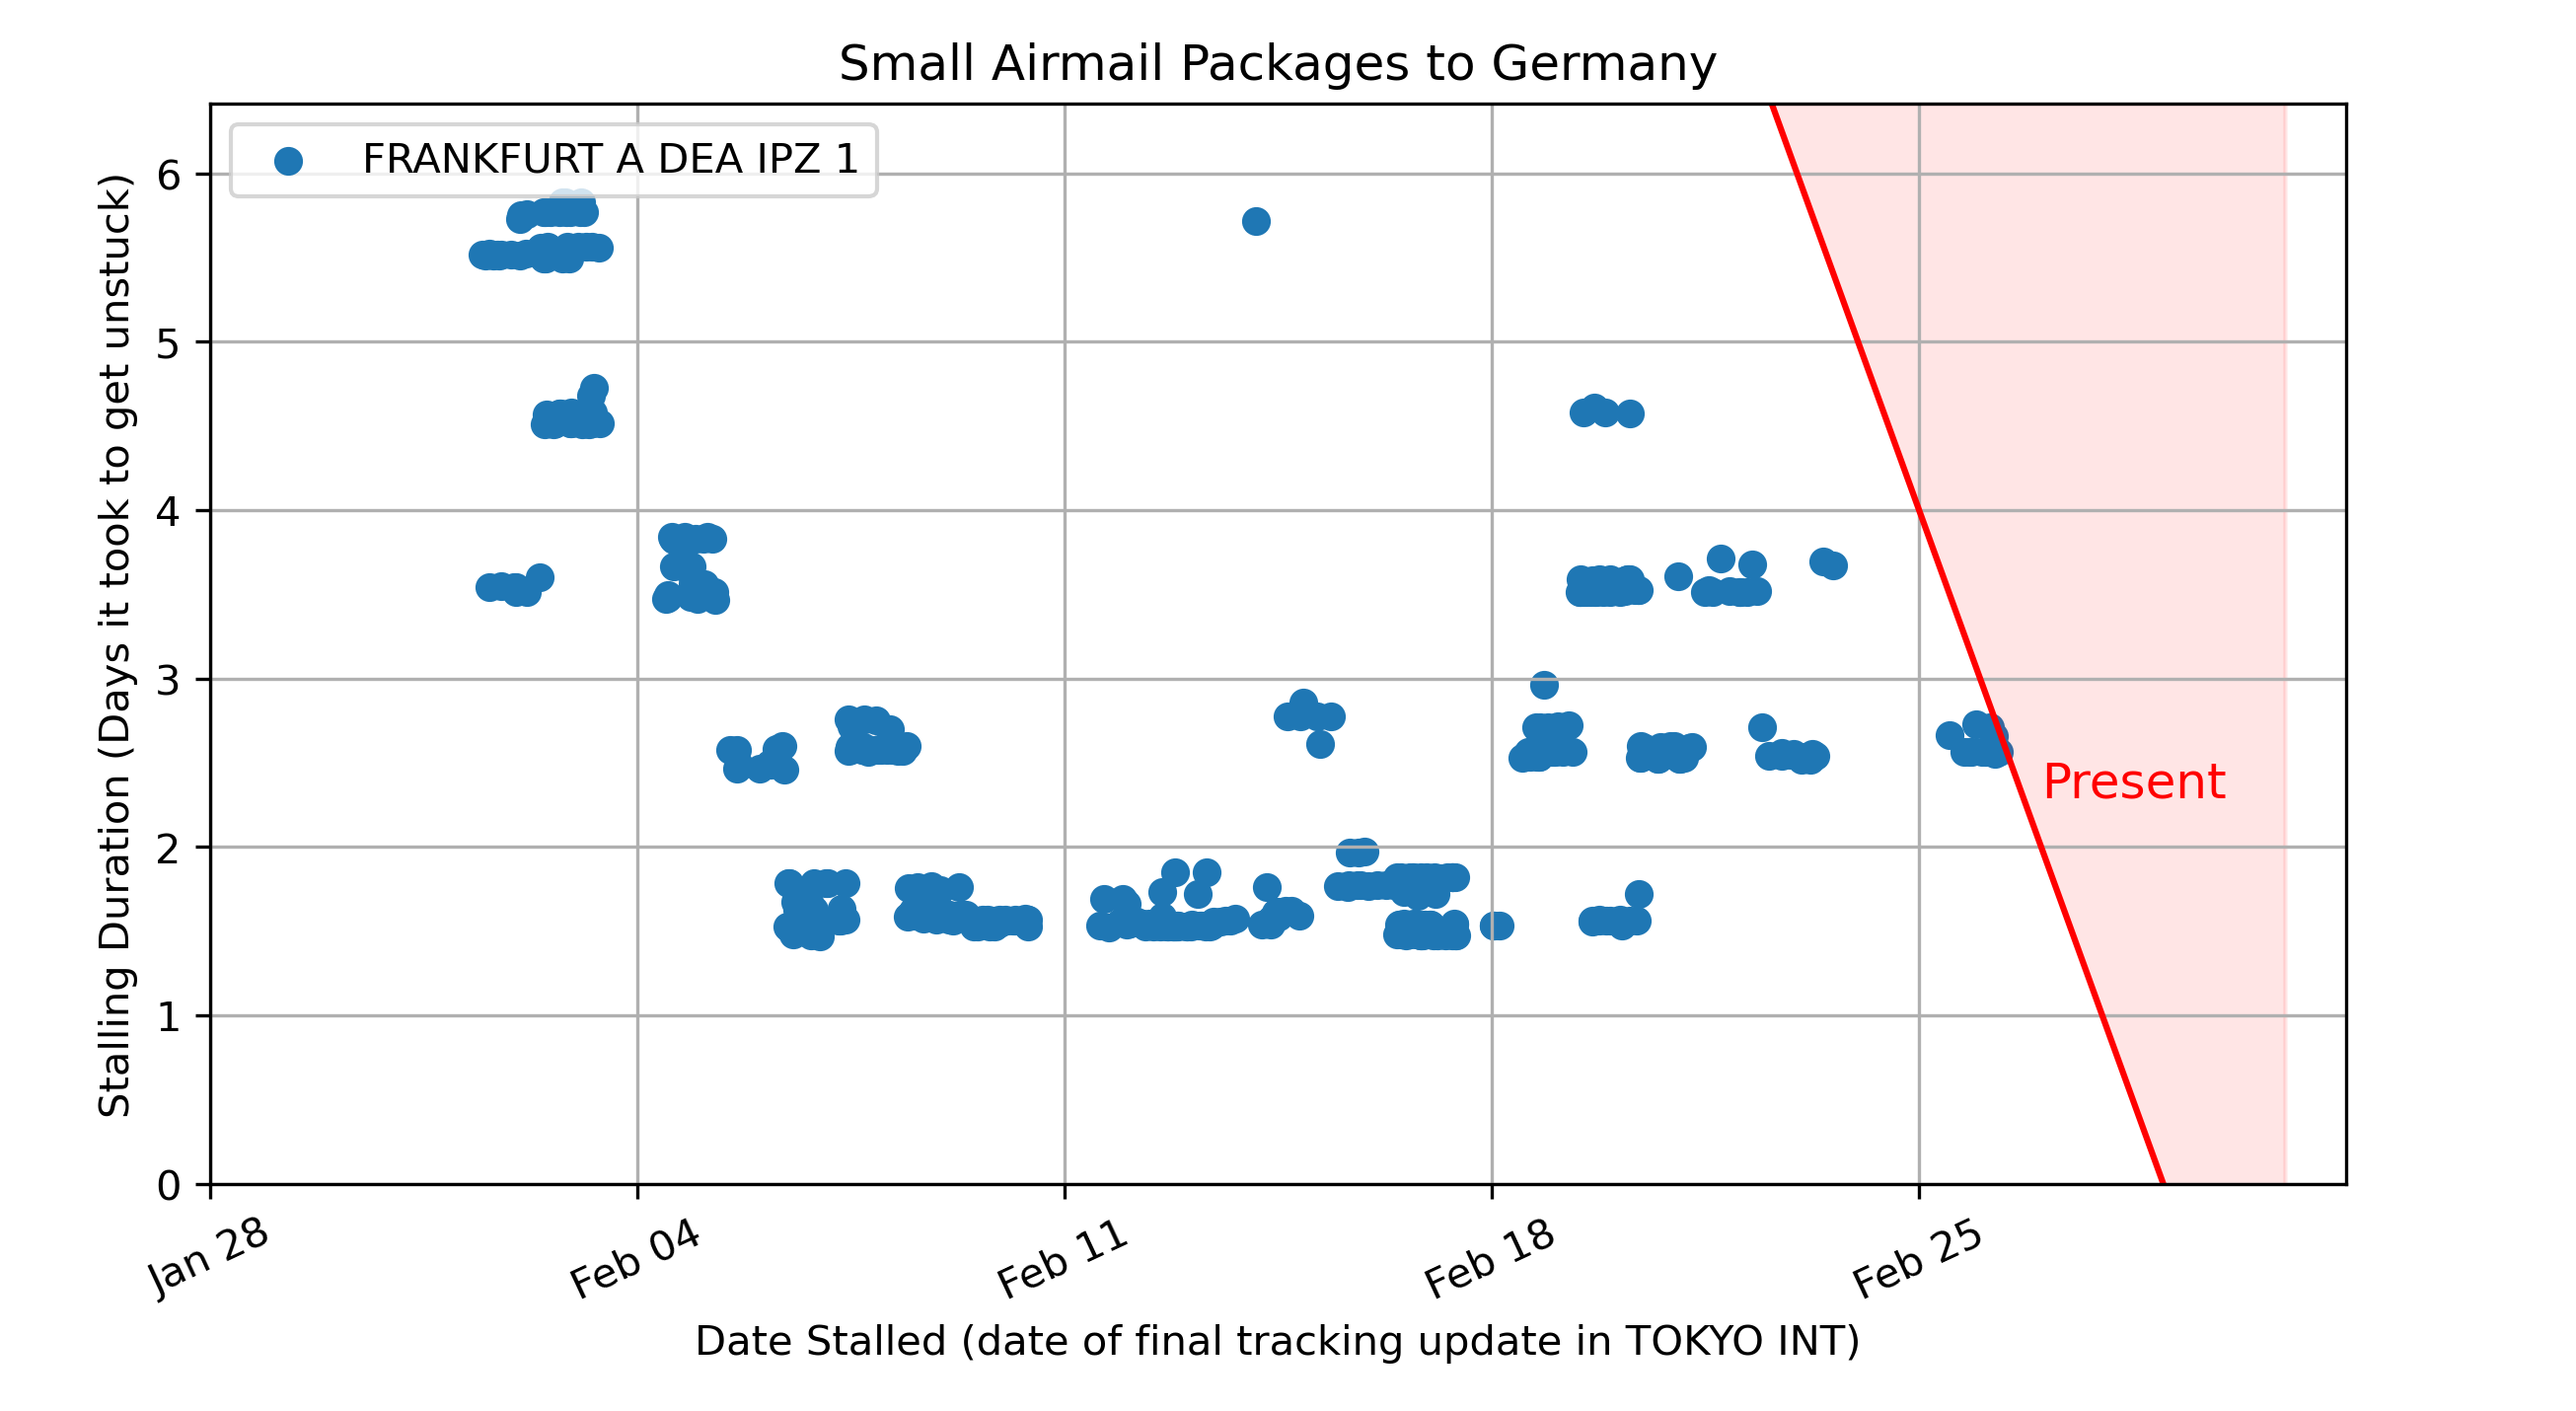 Small Airmail Packages to Germany
FRANKFURT A DEA IPZ 1
Stalling Duration (Days it took to get unstuck)
6
5
4
3
2
1
0
Present
Jan 28
Feb 04
Feb 11
Feb 18
Feb 25
Date Stalled (date of final tracking update in TOKYO INT)